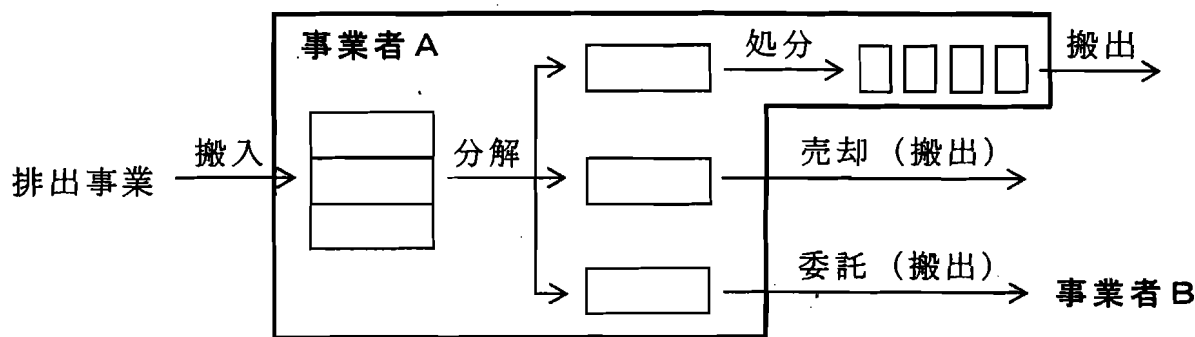 事業者A
処分
搬出
搬入
分解
売却（搬出）
排出事業
委託（搬出）
事業者B